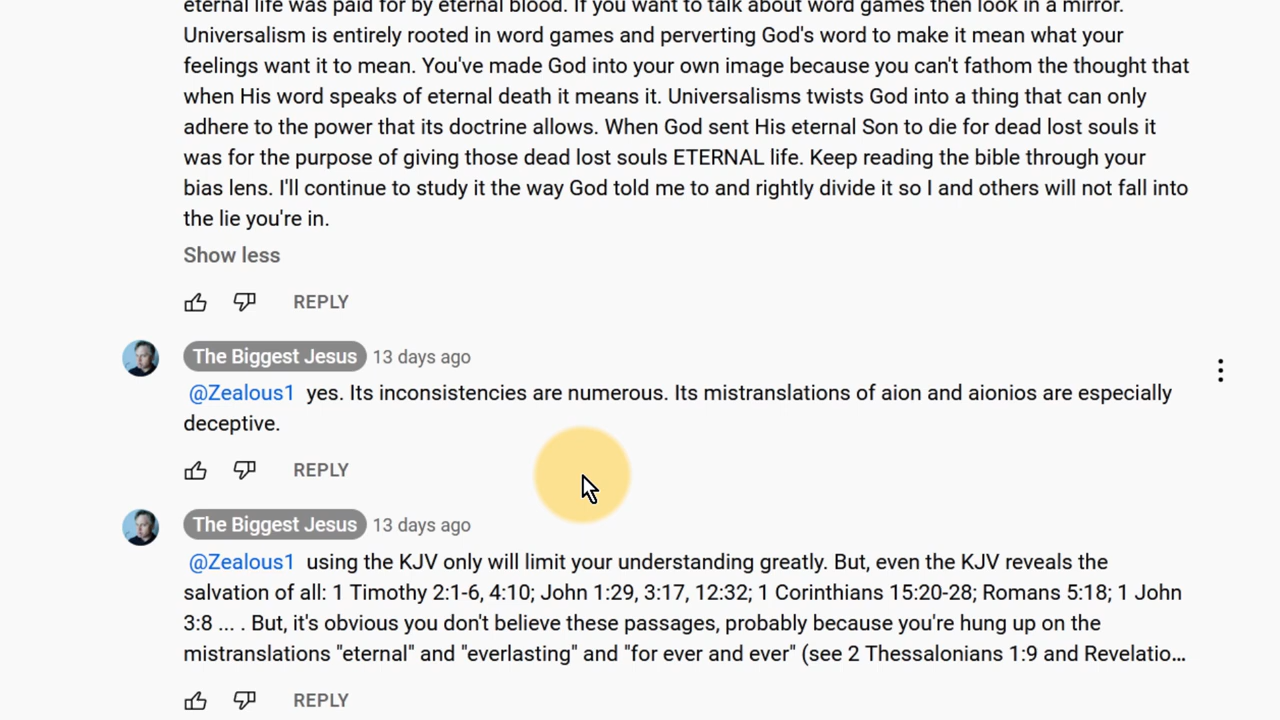 eternal life was paid for by eternal blood. If you want to talk about word games then look in a mirror.
Universalism is entirely rooted in word games and perverting God's word to make it mean what your
feelings want it to mean. You've made God into your own image because you can't fathom the thought that
when His word speaks of eternal death it means it. Universalisms twists God into a thing that can only
adhere to the power that its doctrine allows. When God sent His eternal Son to die for dead lost souls it
was for the purpose of giving those dead lost souls ETERNAL life. Keep reading the bible through your
bias lens. I'll continue to study it the way God told me to and rightly divide it so I and others will not fall into
the lie you're in.
Show less
REPLY
The Biggest Jesus 13 days ago
@Zealous1 yes. Its inconsistencies are numerous. Its mistranslations of aion and aionios are especially
deceptive.
REPLY
The Biggest Jesus 13 days ago
@Zealous1 using the KJV only will limit your understanding greatly. But, even the KJV reveals the
salvation of all: 1 Timothy 2:1-6, 4:10; John 1:29, 3:17, 12:32; 1 Corinthians 15:20-28; Romans 5:18; 1 John
3:8 ... . But, it's obvious you don't believe these passages, probably because you're hung up on the
mistranslations "eternal" and "everlasting" and "for ever and ever" (see 2 Thessalonians 1:9 and Revelatio...
REPLY